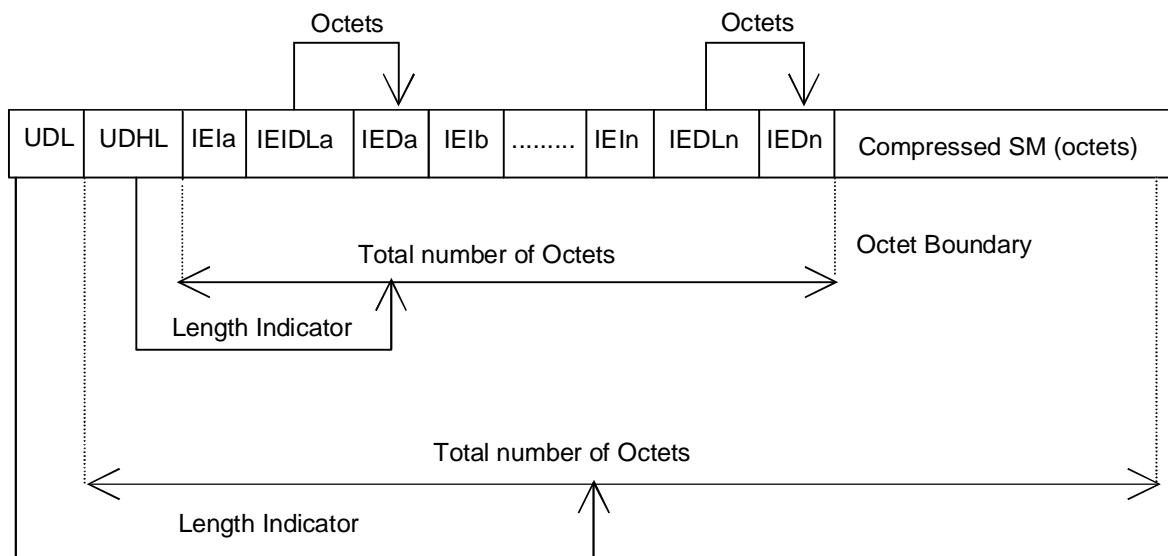 Octets
Octets
UDL UDHL IEIa IEIDLa IEDa IEIb ......... IEIn IEDLn IEDn Compressed SM (octets)
Total number of Octets
Octet Boundary
Length Indicator
Total number of Octets
Length Indicator